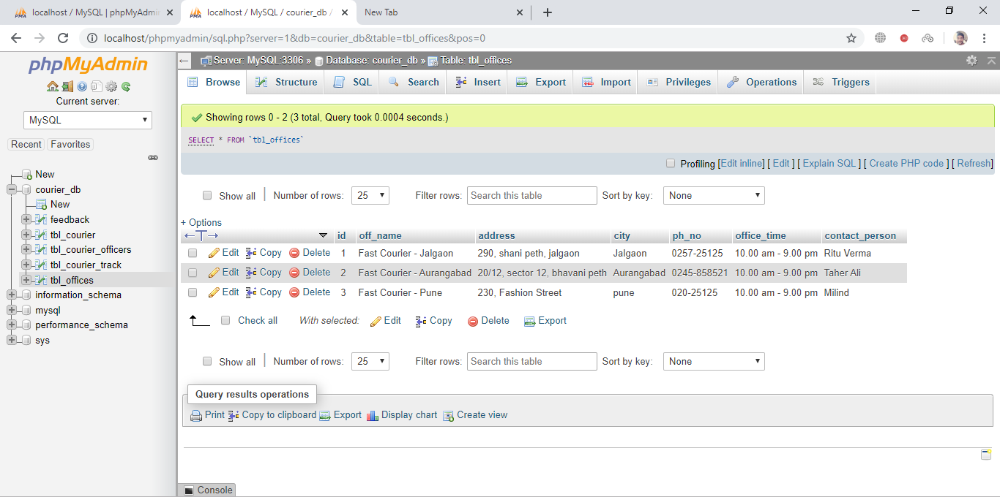 localhost / MySQL | phpMyAdmin localhost / MySQL / courier_db / New Tab
localhost/phpmyadmin/sql.php?server=1&db=courier_db&table=tbl_offices&pos=0
phpMyAdmin
Current server:
MySQL
Recent Favorites
New
courier_db
New
feedback
tbl_courier
tbl_courier_officers
tbl_courier_track
tbl_offices
information_schema
mysql
performance_schema
sys
Server: MySQL:3306 » Database: courier_db » Table: tbl_offices
Browse Structure SQL Search Insert Export Import Privileges Operations Triggers
Showing rows 0 - 2 (3 total, Query took 0.0004 seconds.)
SELECT * FROM `tbl_offices`
Profiling [Edit inline] [ Edit ] [ Explain SQL ] [ Create PHP code ] [ Refresh]
Show all Number of rows: 25 Filter rows: Search this table Sort by key: None
+ Options
id off_name address city ph_no office_time contact_person
Edit Copy Delete 1 Fast Courier - Jalgaon 290, shani peth, jalgaon Jalgaon 0257-25125 10.00 am - 9.00 pm Ritu Verma
Edit Copy Delete 2 Fast Courier - Aurangabad 20/12, sector 12, bhavani peth Aurangabad 0245-858521 10.00 am - 9.00 pm Taher Ali
Edit Copy Delete 3 Fast Courier - Pune 230, Fashion Street pune 020-25125 10.00 am - 9.00 pm Milind
Check all With selected: Edit Copy Delete Export
Show all Number of rows: 25 Filter rows: Search this table Sort by key: None
Query results operations
Print Copy to clipboard Export Display chart Create view
Console